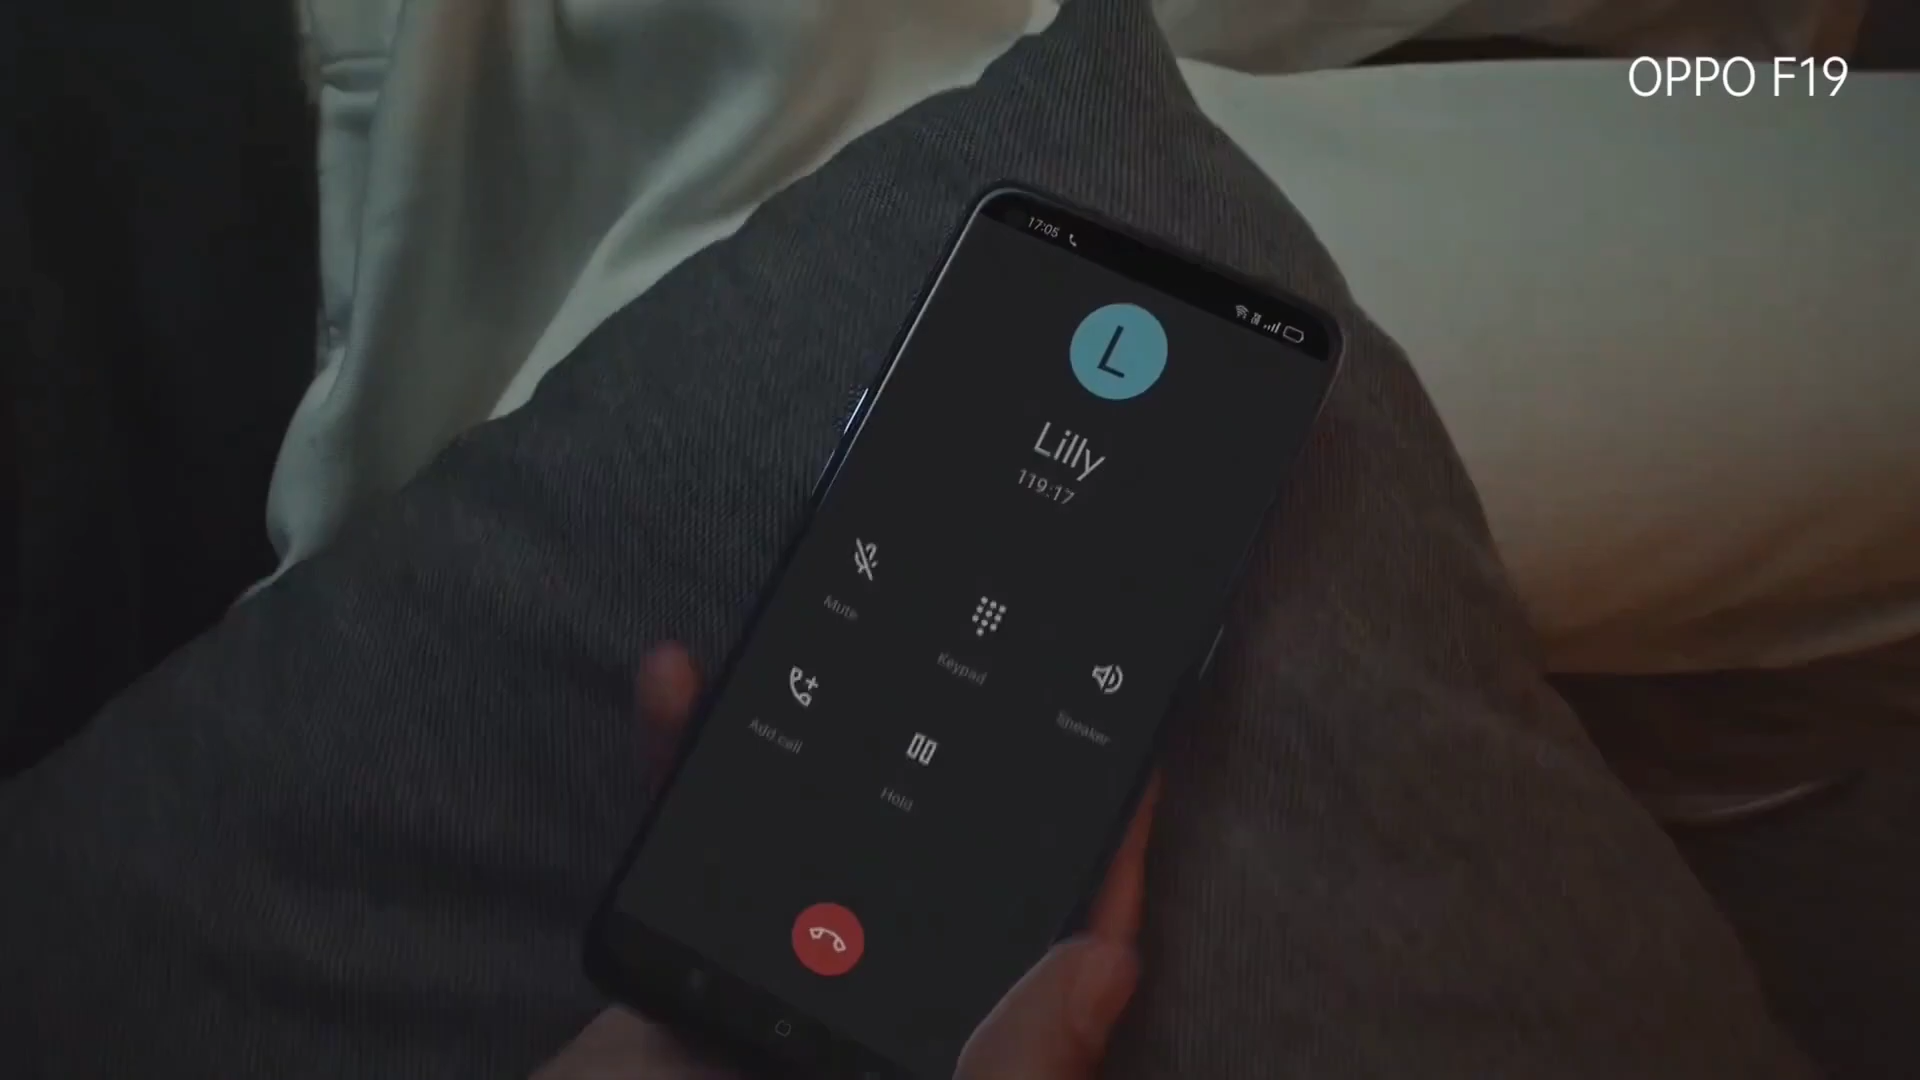 OPPO F19
17:05
L
Lilly
119:17
Mute
Keypad
Speaker
Add call
Hold